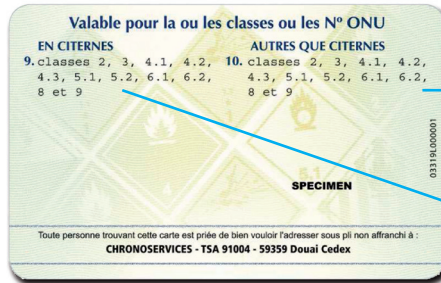 Valable pour la ou les classes ou les Nº ONU
EN CITERNES
9. classes 2, 3, 4.1, 4.2,
4.3, 5.1, 5.2, 6.1, 6.2,
8 et 9
AUTRES QUE CITERNES
10. classes 2, 3, 4.1, 4.2,
4.3, 5.1, 5.2, 6.1, 6.2,
8 et 9
03319L000001
5.1
SPECIMEN
Toute personne trouvant cette carte est priée de bien vouloir l'adresser sous pli non affranchi à :
CHRONOSERVICES - TSA 91004 - 59359 Douai Cedex